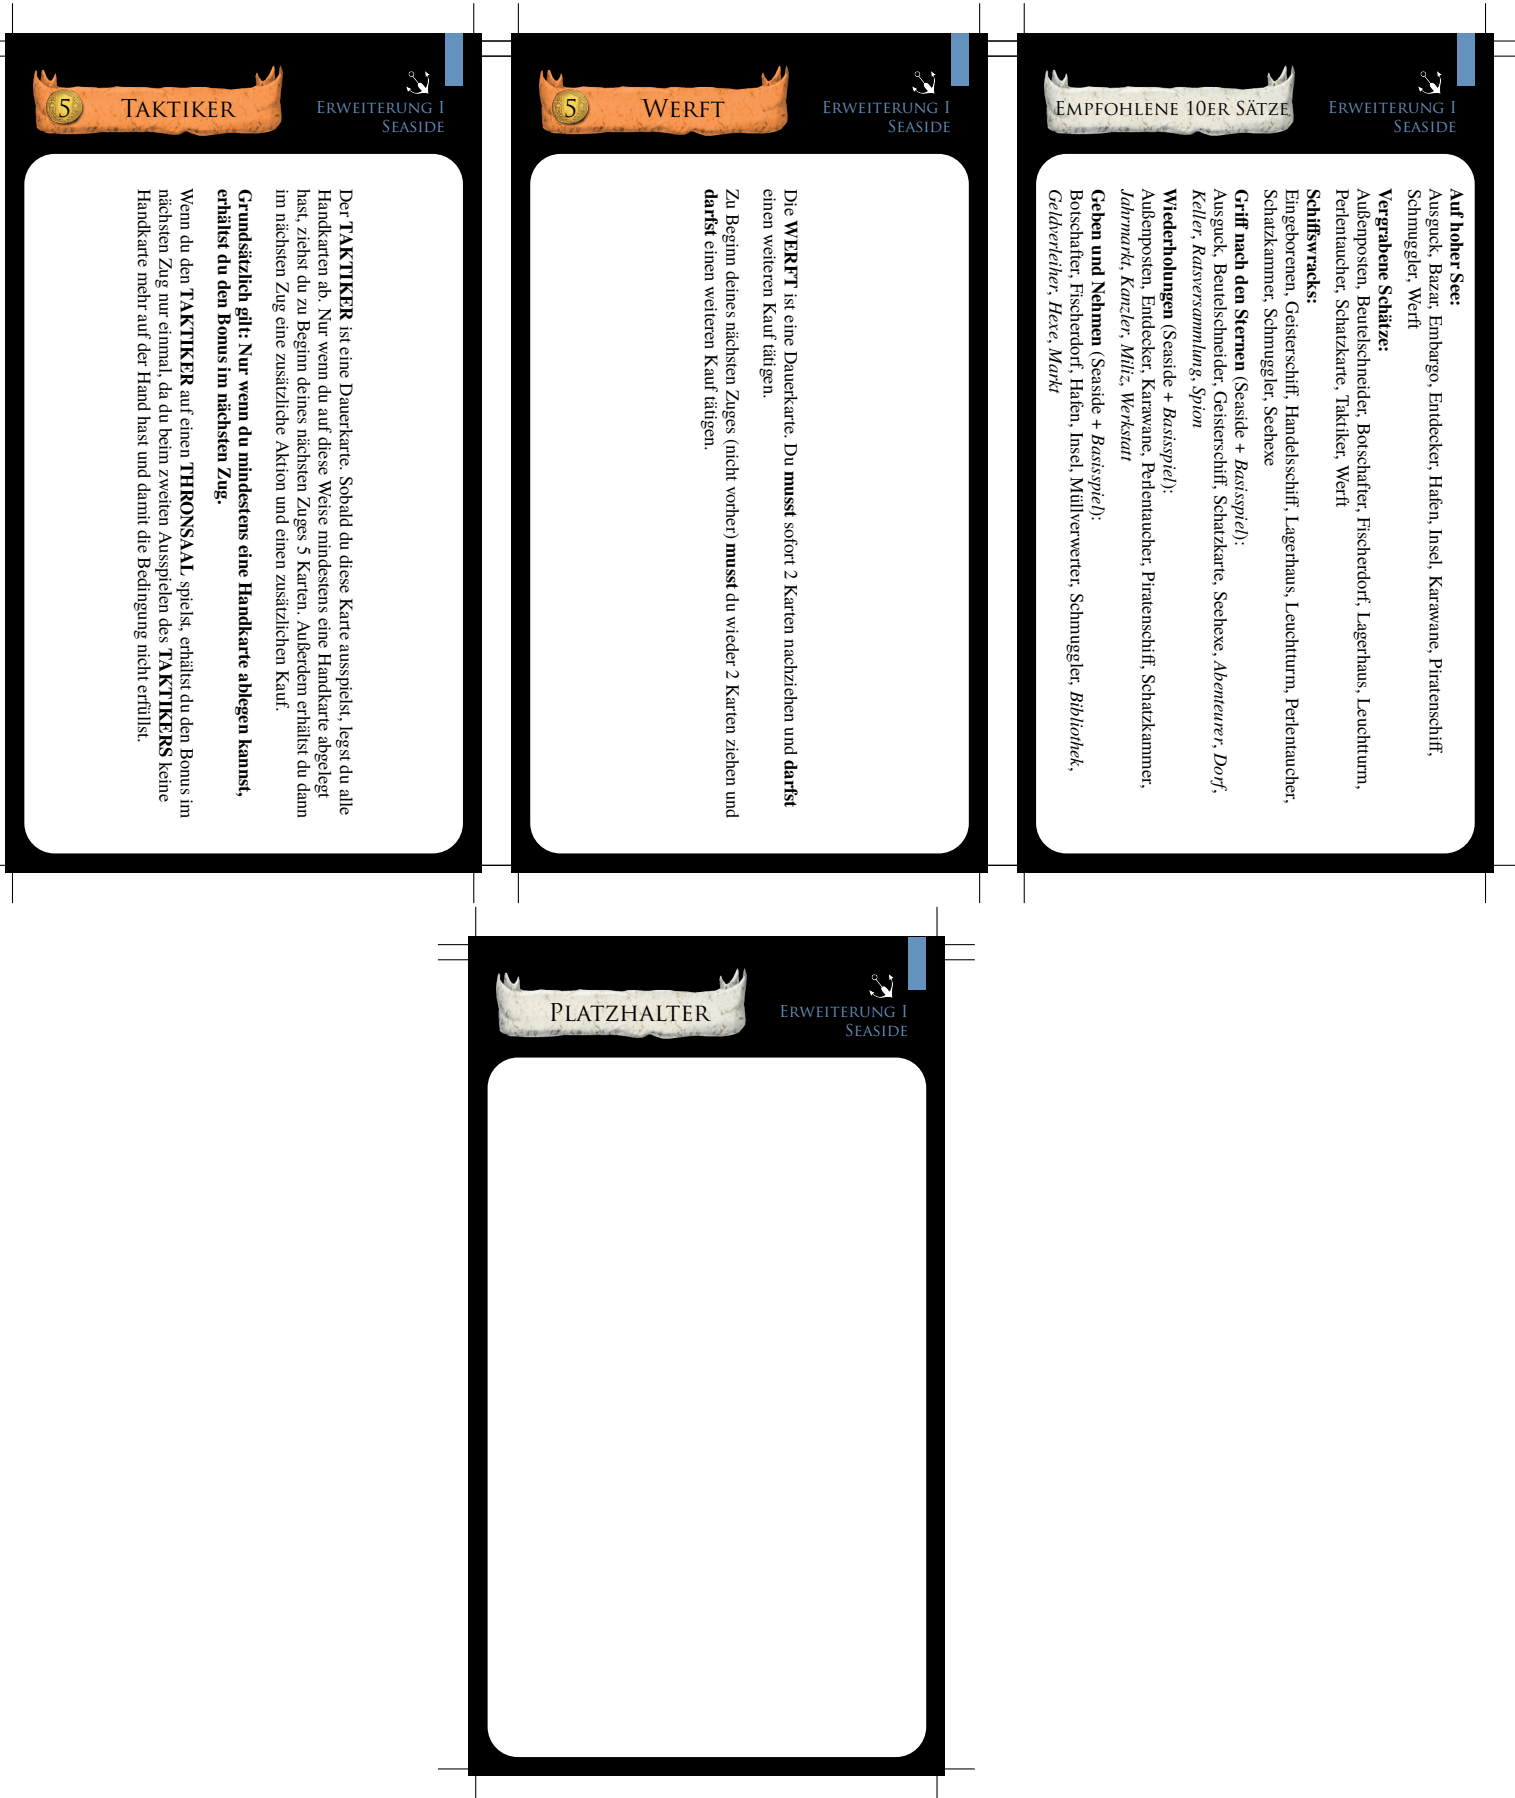 5
TAKTIKER
ERWEITERUNG I
SEASIDE
Der TAKTIKER ist eine Dauerkarte. Sobald du diese Karte ausspielst, legst du alle
Handkarten ab. Nur wenn du auf diese Weise mindestens eine Handkarte abgelegt
hast, ziehst du zu Beginn deines nächsten Zuges 5 Karten. Außerdem erhältst du dann
im nächsten Zug eine zusätzliche Aktion und einen zusätzlichen Kauf.
Grundsätzlich gilt: Nur wenn du mindestens eine Handkarte ablegen kannst,
erhältst du den Bonus im nächsten Zug.
Wenn du den TAKTIKER auf einen THRONSAAL spielst, erhältst du den Bonus im
nächsten Zug nur einmal, da du beim zweiten Ausspielen des TAKTIKERS keine
Handkarte mehr auf der Hand hast und damit die Bedingung nicht erfüllst.
5
WERFT
ERWEITERUNG I
SEASIDE
Die WERFT ist eine Dauerkarte. Du musst sofort 2 Karten nachziehen und darfst
einen weiteren Kauf tätigen.
Zu Beginn deines nächsten Zuges (nicht vorher) musst du wieder 2 Karten ziehen und
darfst einen weiteren Kauf tätigen.
EMPFOHLENE 10ER SÄTZE
ERWEITERUNG I
SEASIDE
Auf hoher See:
Ausguck, Bazar, Embargo, Entdecker, Hafen, Insel, Karawane, Piratenschiff,
Schmuggler, Werft
Vergrabene Schätze:
Außenposten, Beutelschneider, Botschafter, Fischerdorf, Lagerhaus, Leuchtturm,
Perlentaucher, Schatzkarte, Taktiker, Werft
Schiffswracks:
Eingeborenen, Geisterschiff, Handelsschiff, Lagerhaus, Leuchtturm, Perlentaucher,
Schatzkammer, Schmuggler, Seehexe
Griff nach den Sternen (Seaside + Basisspiel):
Ausguck, Beutelschneider, Geisterschiff, Schatzkarte, Seehexe, Abenteurer, Dorf,
Keller, Ratsversammlung, Spion
Wiederholungen (Seaside + Basisspiel):
Außenposten, Entdecker, Karawane, Perlentaucher, Piratenschiff, Schatzkammer,
Jahrmarkt, Kanzler, Miliz, Werkstatt
Geben und Nehmen (Seaside + Basisspiel):
Botschafter, Fischerdorf, Hafen, Insel, Müllverwerter, Schmuggler, Bibliothek,
Geldverleiher, Hexe, Markt
PLATZHALTER
ERWEITERUNG I
SEASIDE